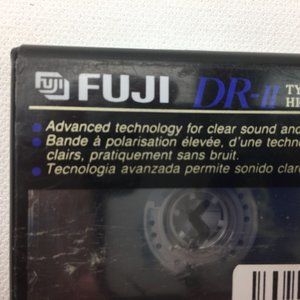 FUJI DR-II TY
Advanced technology for clear sound and
Bande à polarisation élevée, d'une techno
clairs, pratiquement sans bruit.
Tecnologia avanzada permite sonido clar